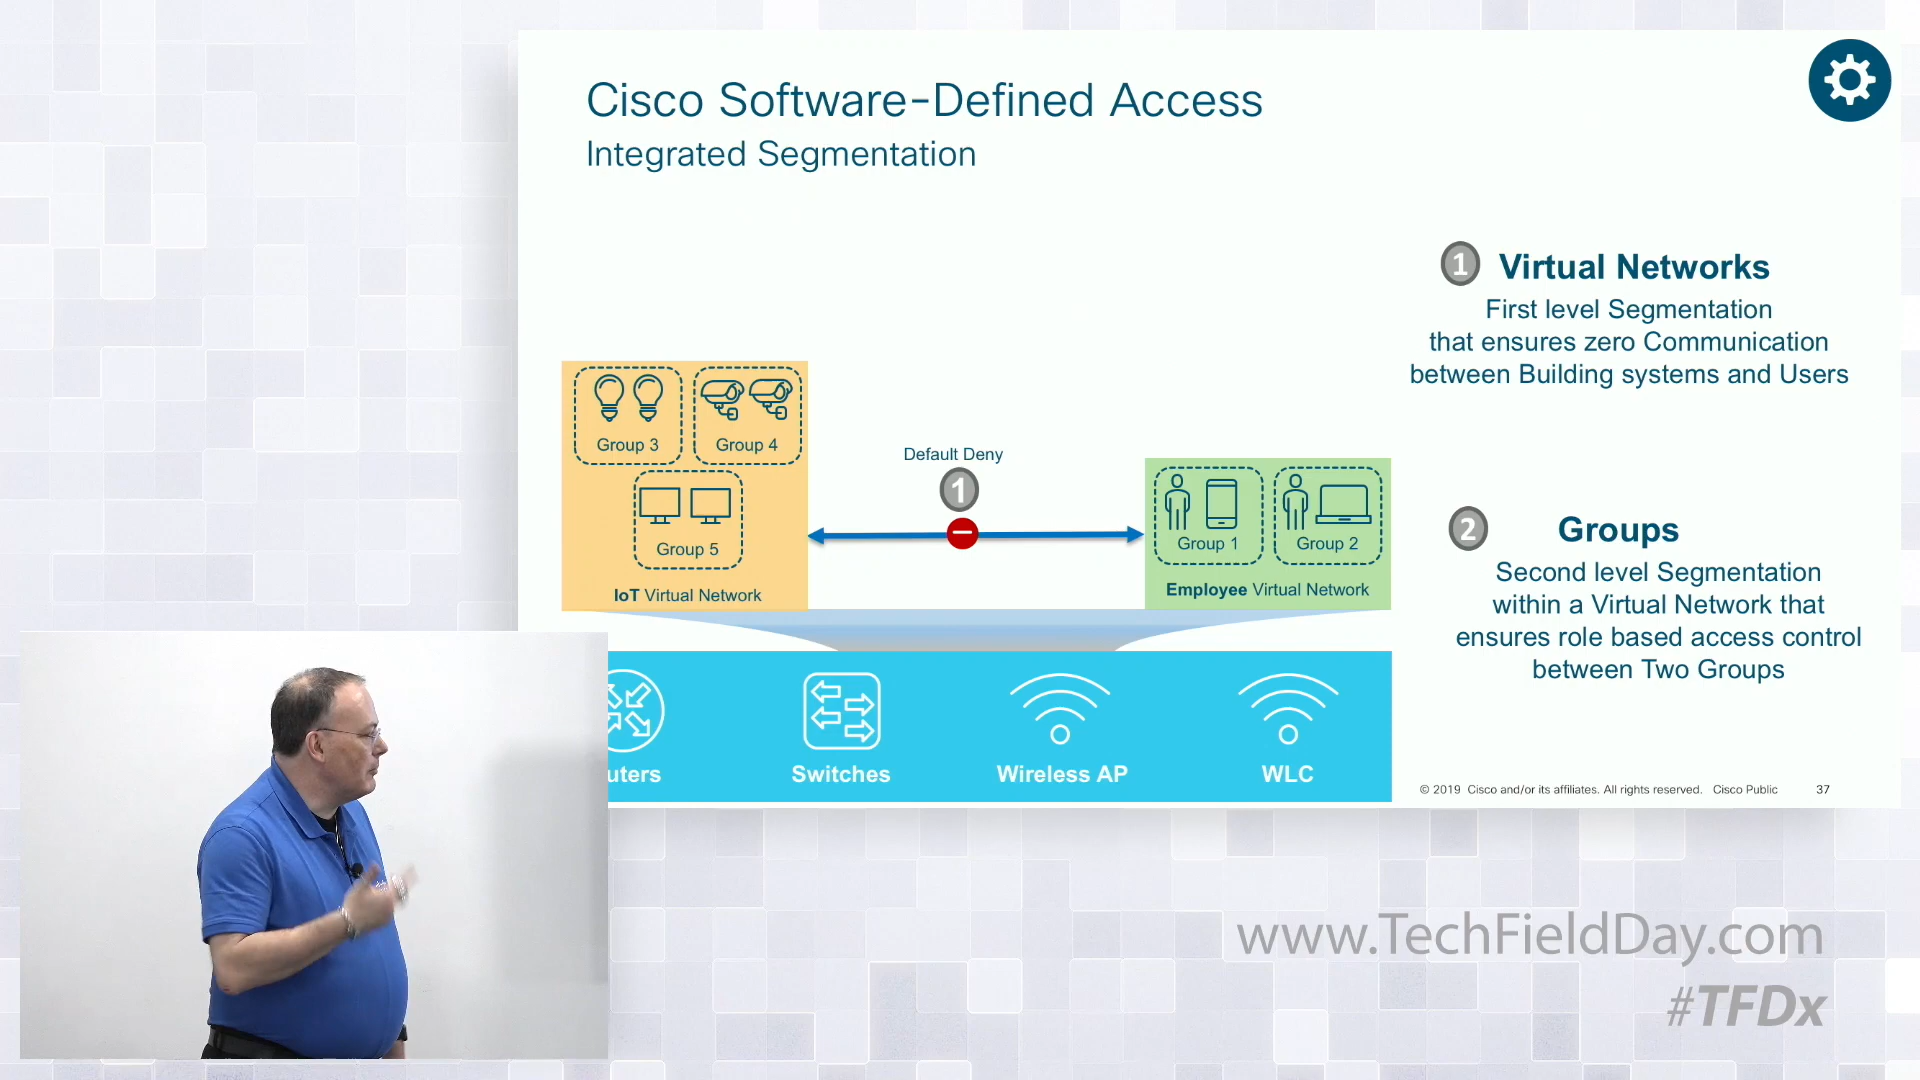 Cisco Software-Defined Access
Integrated Segmentation
1 Virtual Networks
First level Segmentation
that ensures zero Communication
between Building systems and Users
Group 3
Group 4
Group 5
IoT Virtual Network
Default Deny
1
Group 1
Group 2
Employee Virtual Network
2 Groups
Second level Segmentation
within a Virtual Network that
ensures role based access control
between Two Groups
uters
Switches
Wireless AP
WLC
© 2019 Cisco and/or its affiliates. All rights reserved. Cisco Public 37
www.TechFieldDay.com
#TFDx